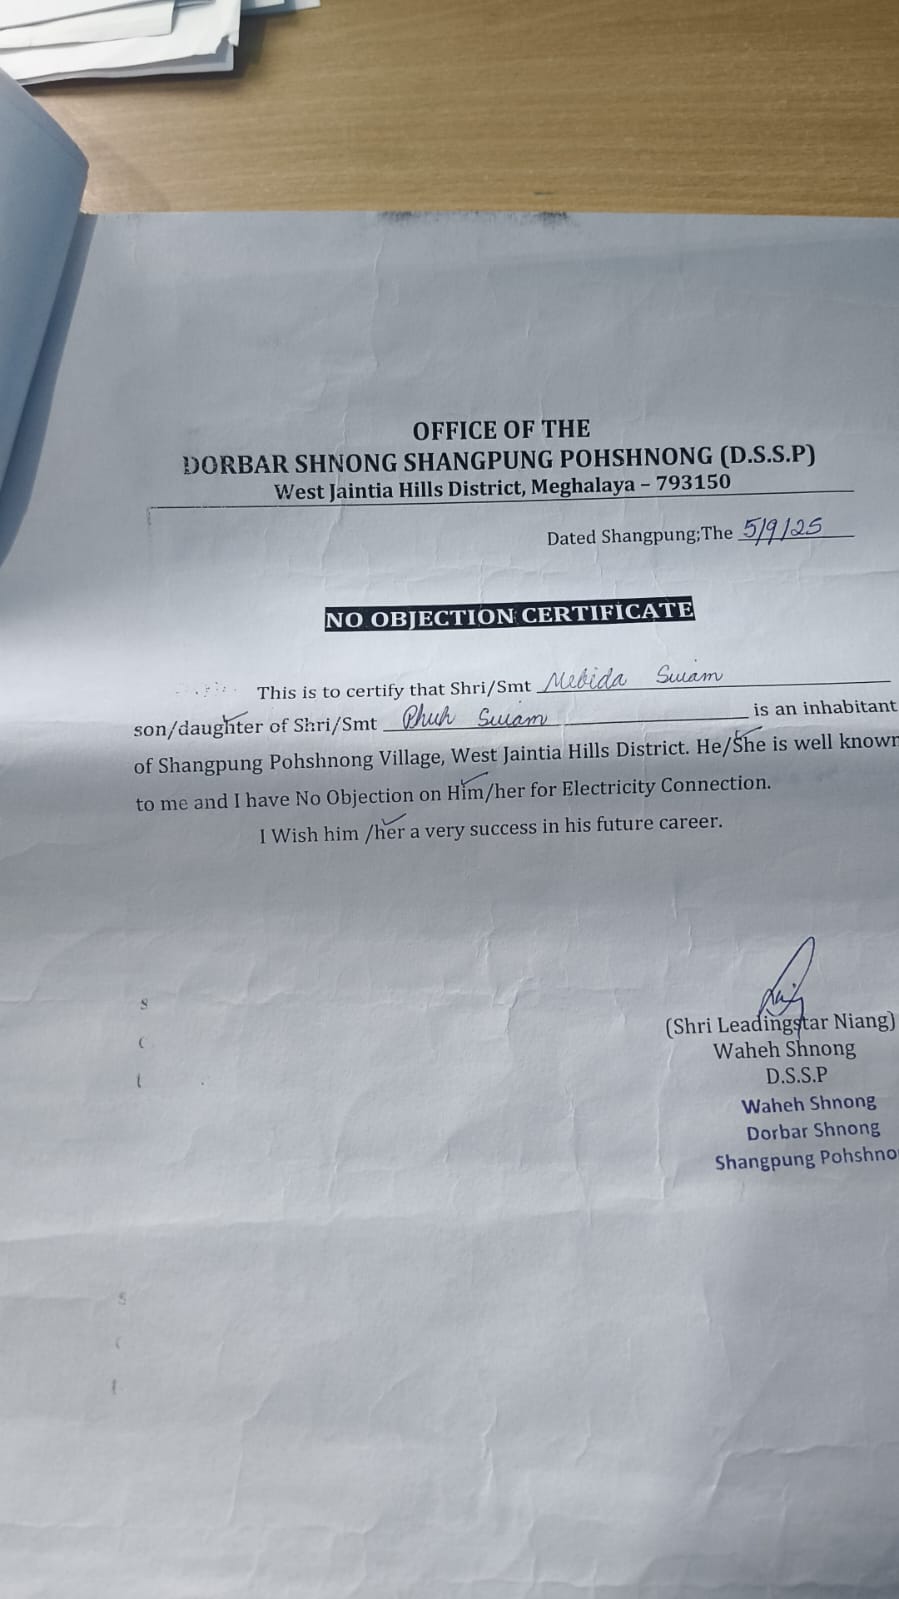 OFFICE OF THE
DORBAR SHNONG SHANGPUNG POHSHNONG (D.S.S.P)
West Jaintia Hills District, Meghalaya – 793150
Dated Shangpung;The 5/9/25
NO OBJECTION CERTIFICATE
This is to certify that Shri/Smt Mebida Swiam
son/daughter of Shri/Smt Phuh Swiam is an inhabitant
of Shangpung Pohshnong Village, West Jaintia Hills District. He/She is well known
to me and I have No Objection on Him/her for Electricity Connection.
I Wish him /her a very success in his future career.
(Shri Leadingstar Niang)
Waheh Shnong
D.S.S.P
Waheh Shnong
Dorbar Shnong
Shangpung Pohshno